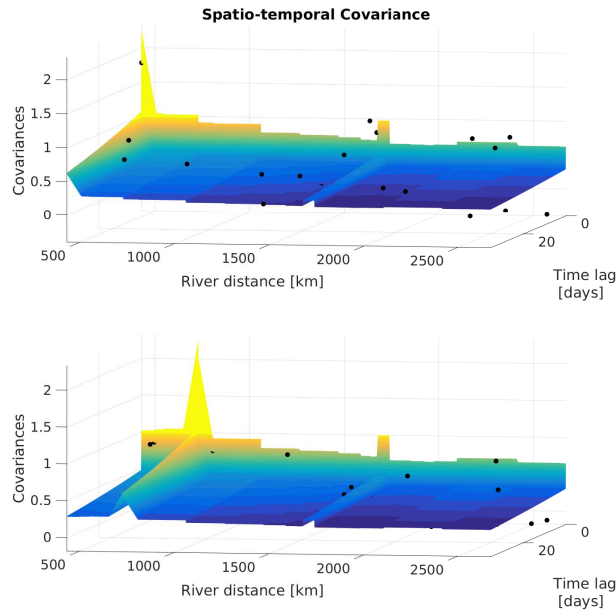 Spatio-temporal Covariance
2
1.5
1
0.5
0
Covariances
500
1000
1500
2000
2500
River distance [km]
0
20
Time lag
[days]
2
1.5
1
0.5
0
Covariances
500
1000
1500
2000
2500
River distance [km]
0
20
Time lag
[days]